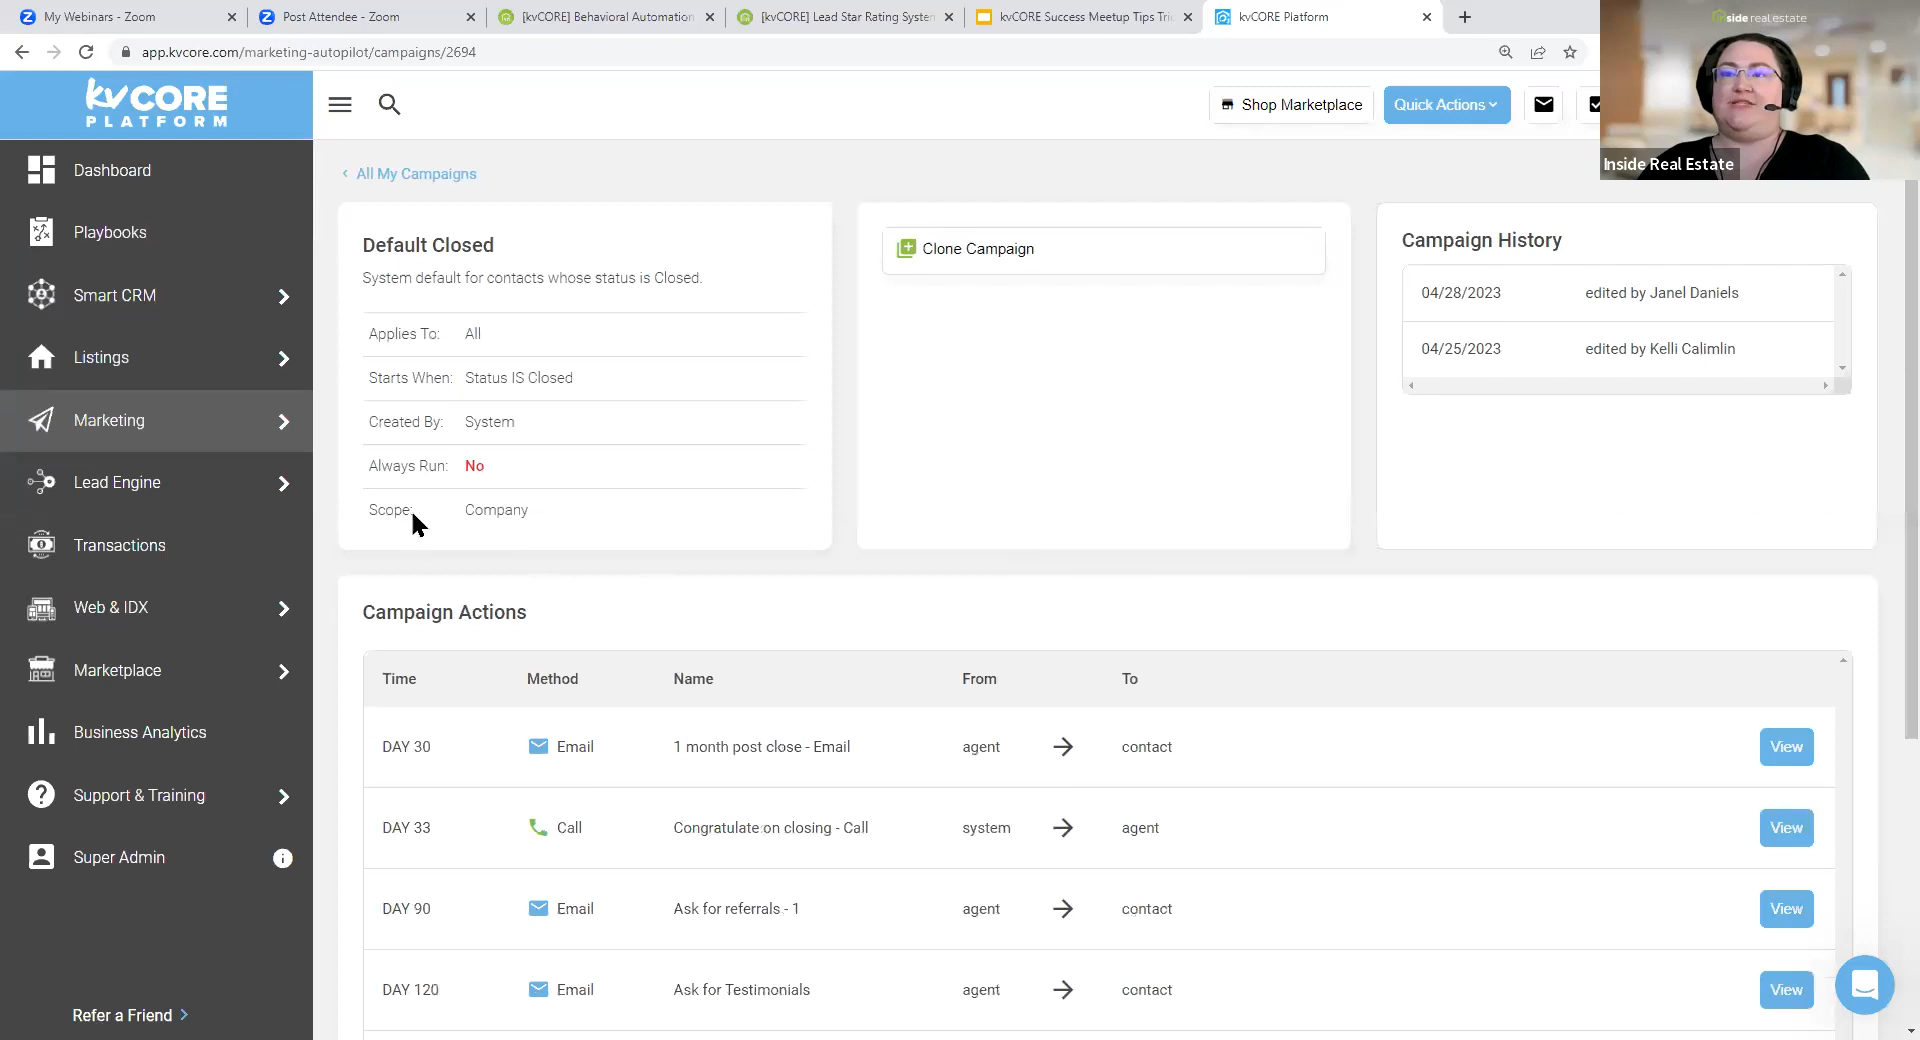 My Webinars - Zoom
Post Attendee - Zoom
[kvCORE] Behavioral Automation
[kvCORE] Lead Star Rating System
kvCORE Success Meetup Tips Tric
kvCORE Platform
inside real estate
app.kvcore.com/marketing-autopilot/campaigns/2694
kvCORE
PLATFORM
Shop Marketplace
Quick Actions
Inside Real Estate
Dashboard
Playbooks
Smart CRM
Listings
Marketing
Lead Engine
Transactions
Web & IDX
Marketplace
Business Analytics
Support & Training
Super Admin
Refer a Friend
All My Campaigns
Default Closed
System default for contacts whose status is Closed.
Applies To: All
Starts When: Status IS Closed
Created By: System
Always Run: No
Scope: Company
Clone Campaign
Campaign History
04/28/2023 edited by Janel Daniels
04/25/2023 edited by Kelli Calimlin
Campaign Actions
Time Method Name From To
DAY 30 Email 1 month post close - Email agent contact View
DAY 33 Call Congratulate on closing - Call system agent View
DAY 90 Email Ask for referrals - 1 agent contact View
DAY 120 Email Ask for Testimonials agent contact View